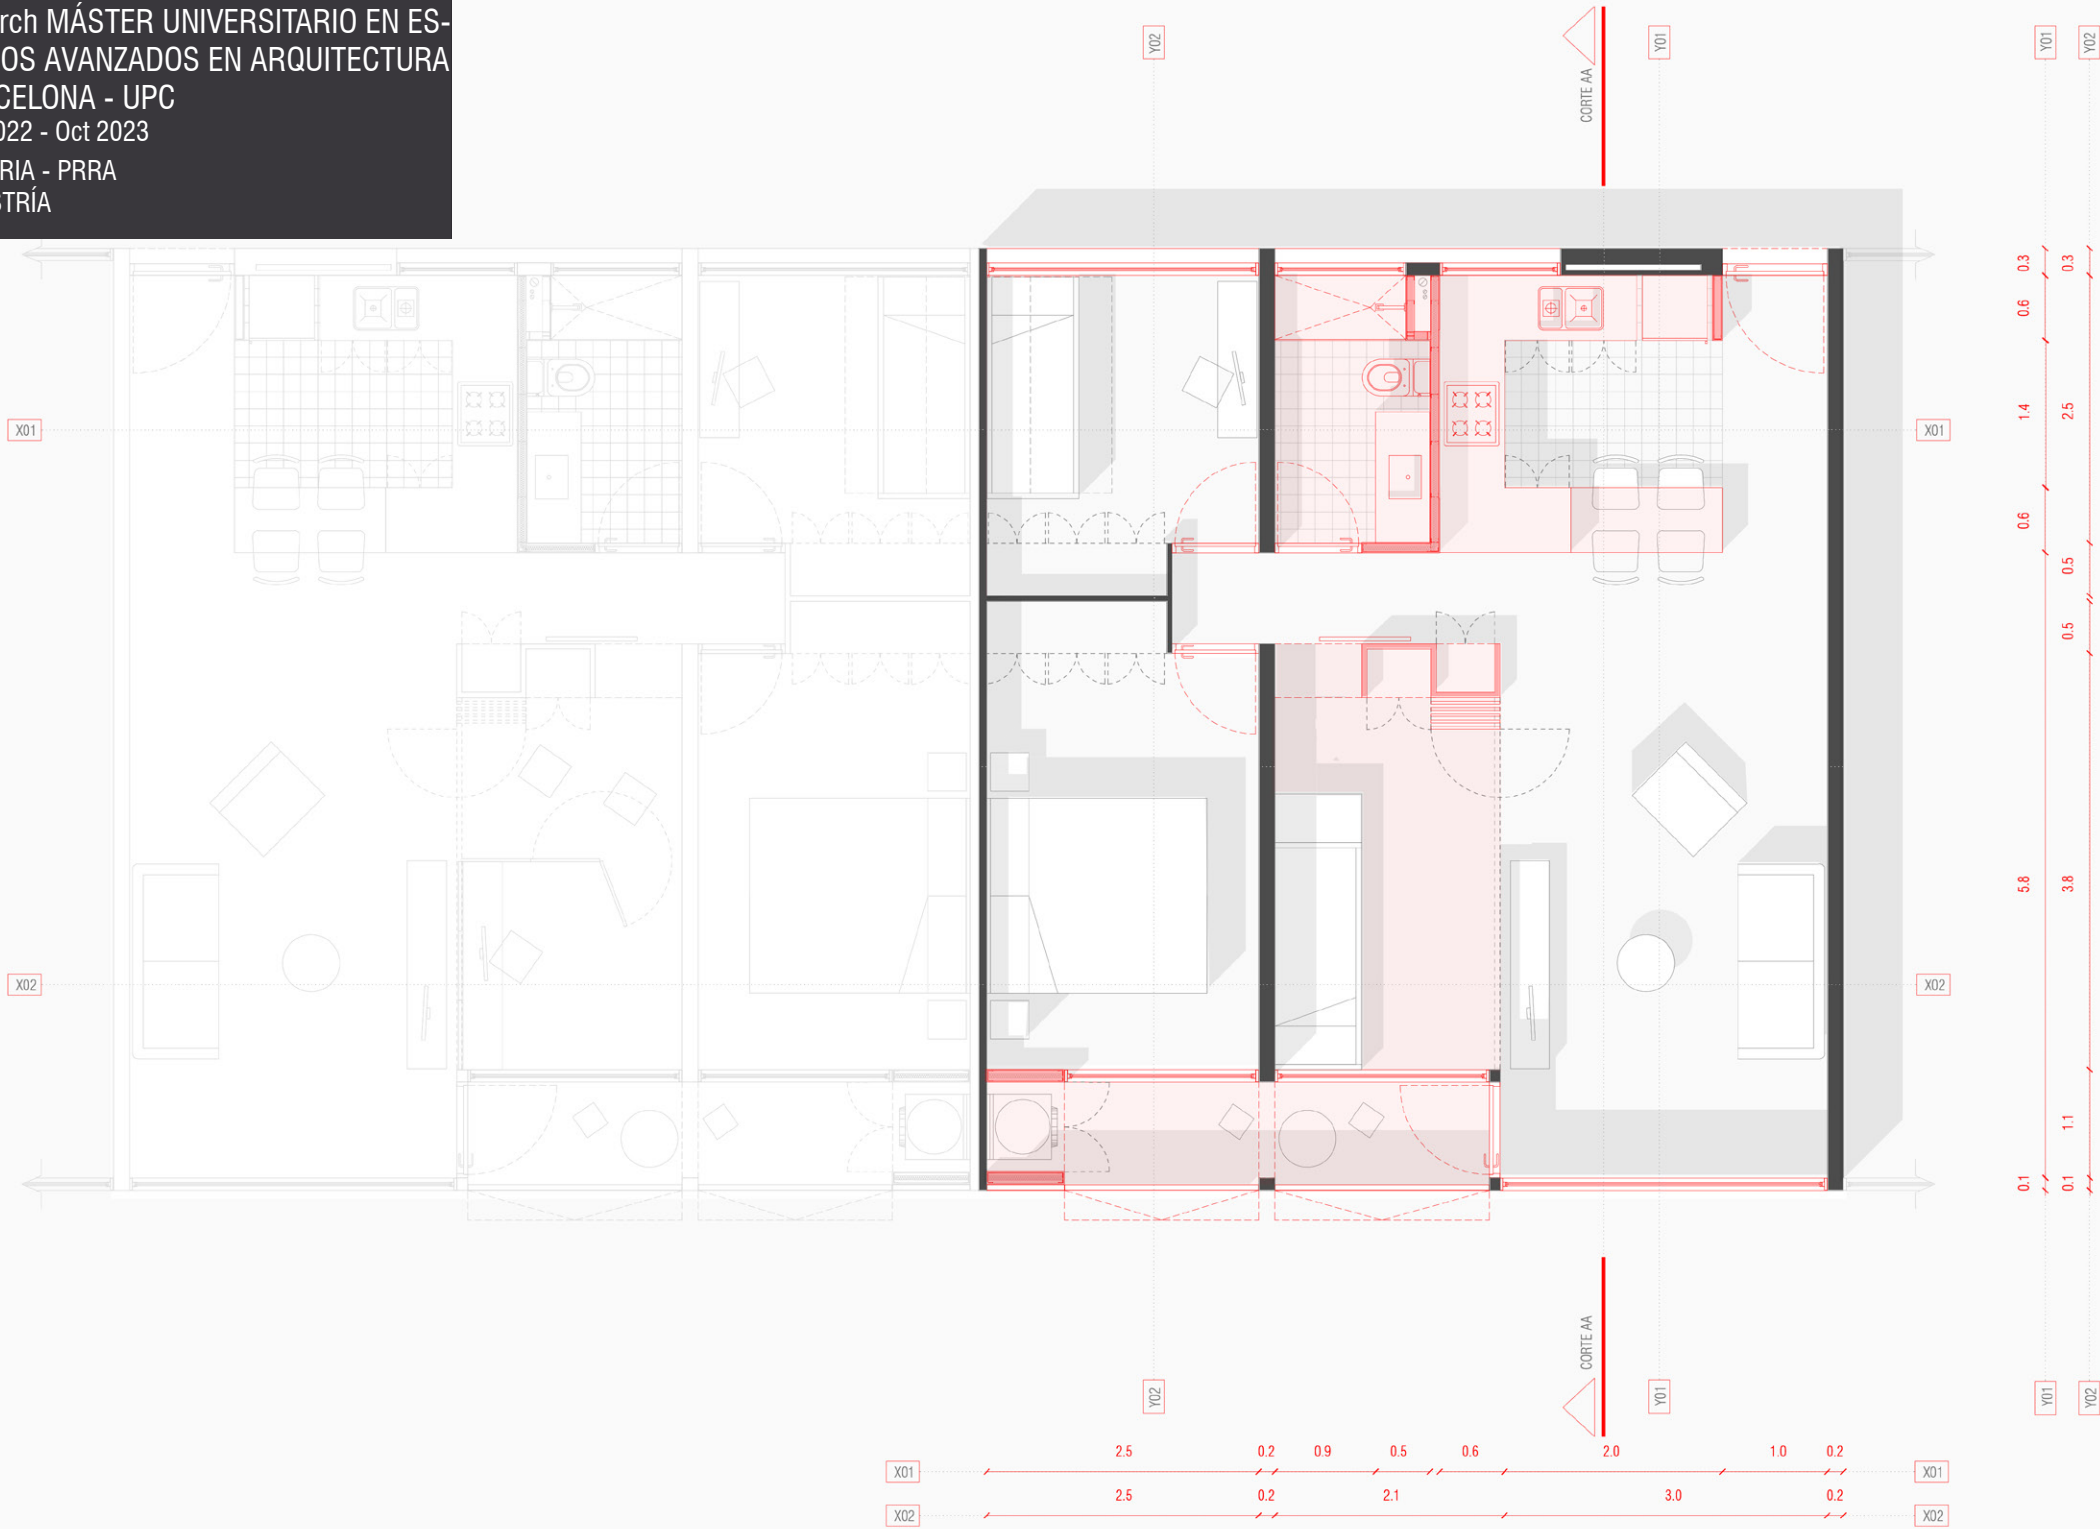 rch MÁSTER UNIVERSITARIO EN ES-
OS AVANZADOS EN ARQUITECTURA
CELONA - UPC
022 - Oct 2023
RIA - PRRA
STRÍA
Y02
CORTE AA
Y01
Y01
Y02
0.3
0.3
0.6
X01
1.4
2.5
X01
0.6
0.5
0.5
5.8
3.8
X02
X02
1.1
0.1
0.1
Y02
CORTE AA
Y01
Y01
Y02
2.5 0.2 0.9 0.5 0.6 2.0 1.0 0.2
X01 X01
2.5 0.2 2.1 3.0 0.2
X02 X02